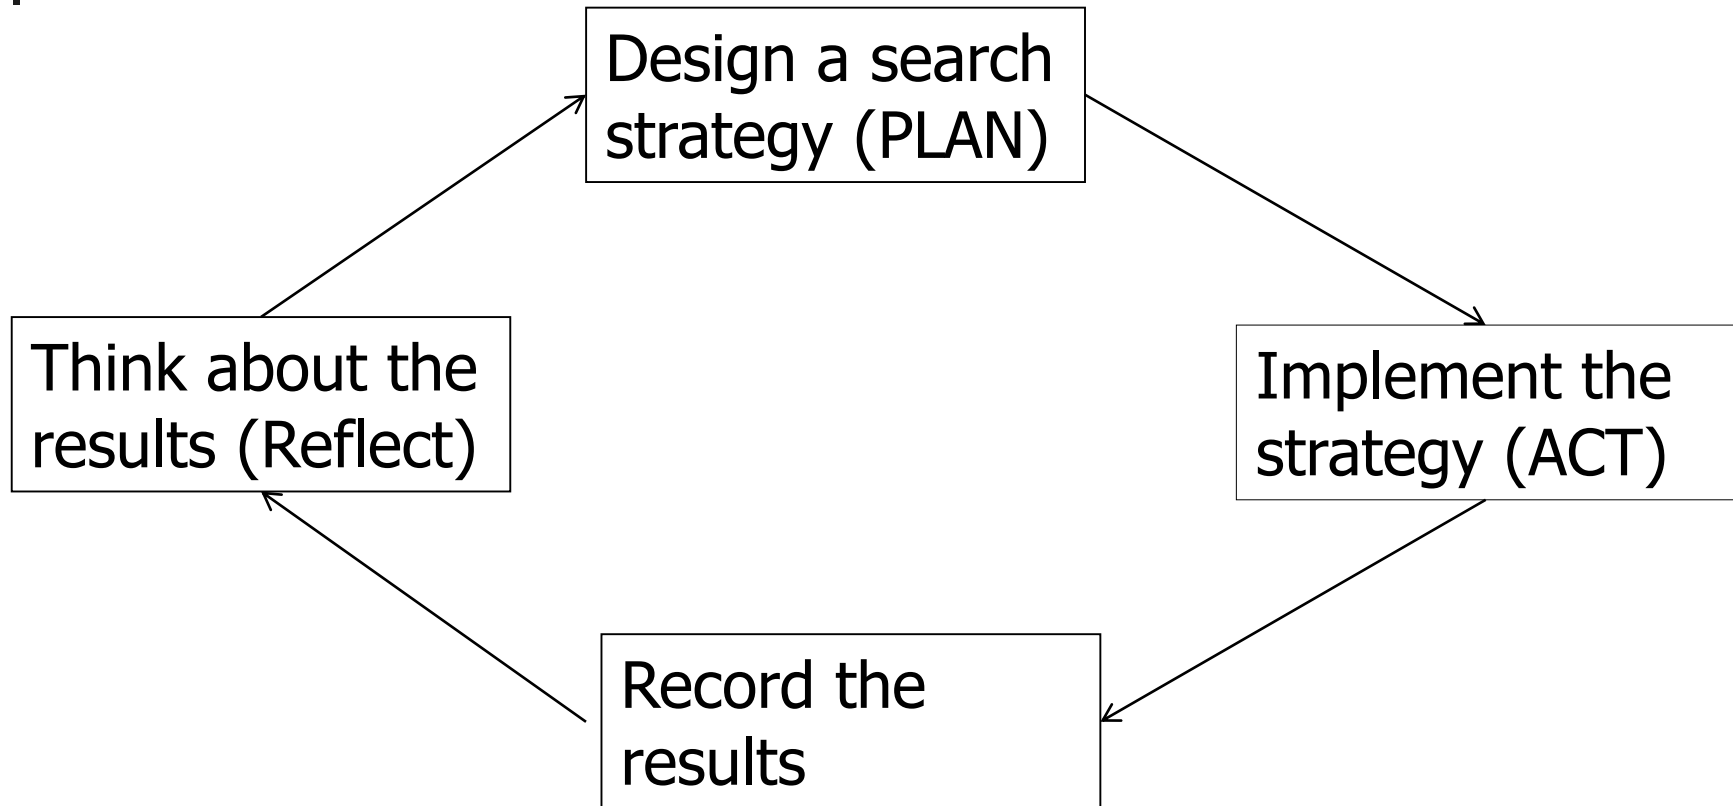 Design a search
strategy (PLAN)
Think about the
results (Reflect)
Implement the
strategy (ACT)
Record the
results